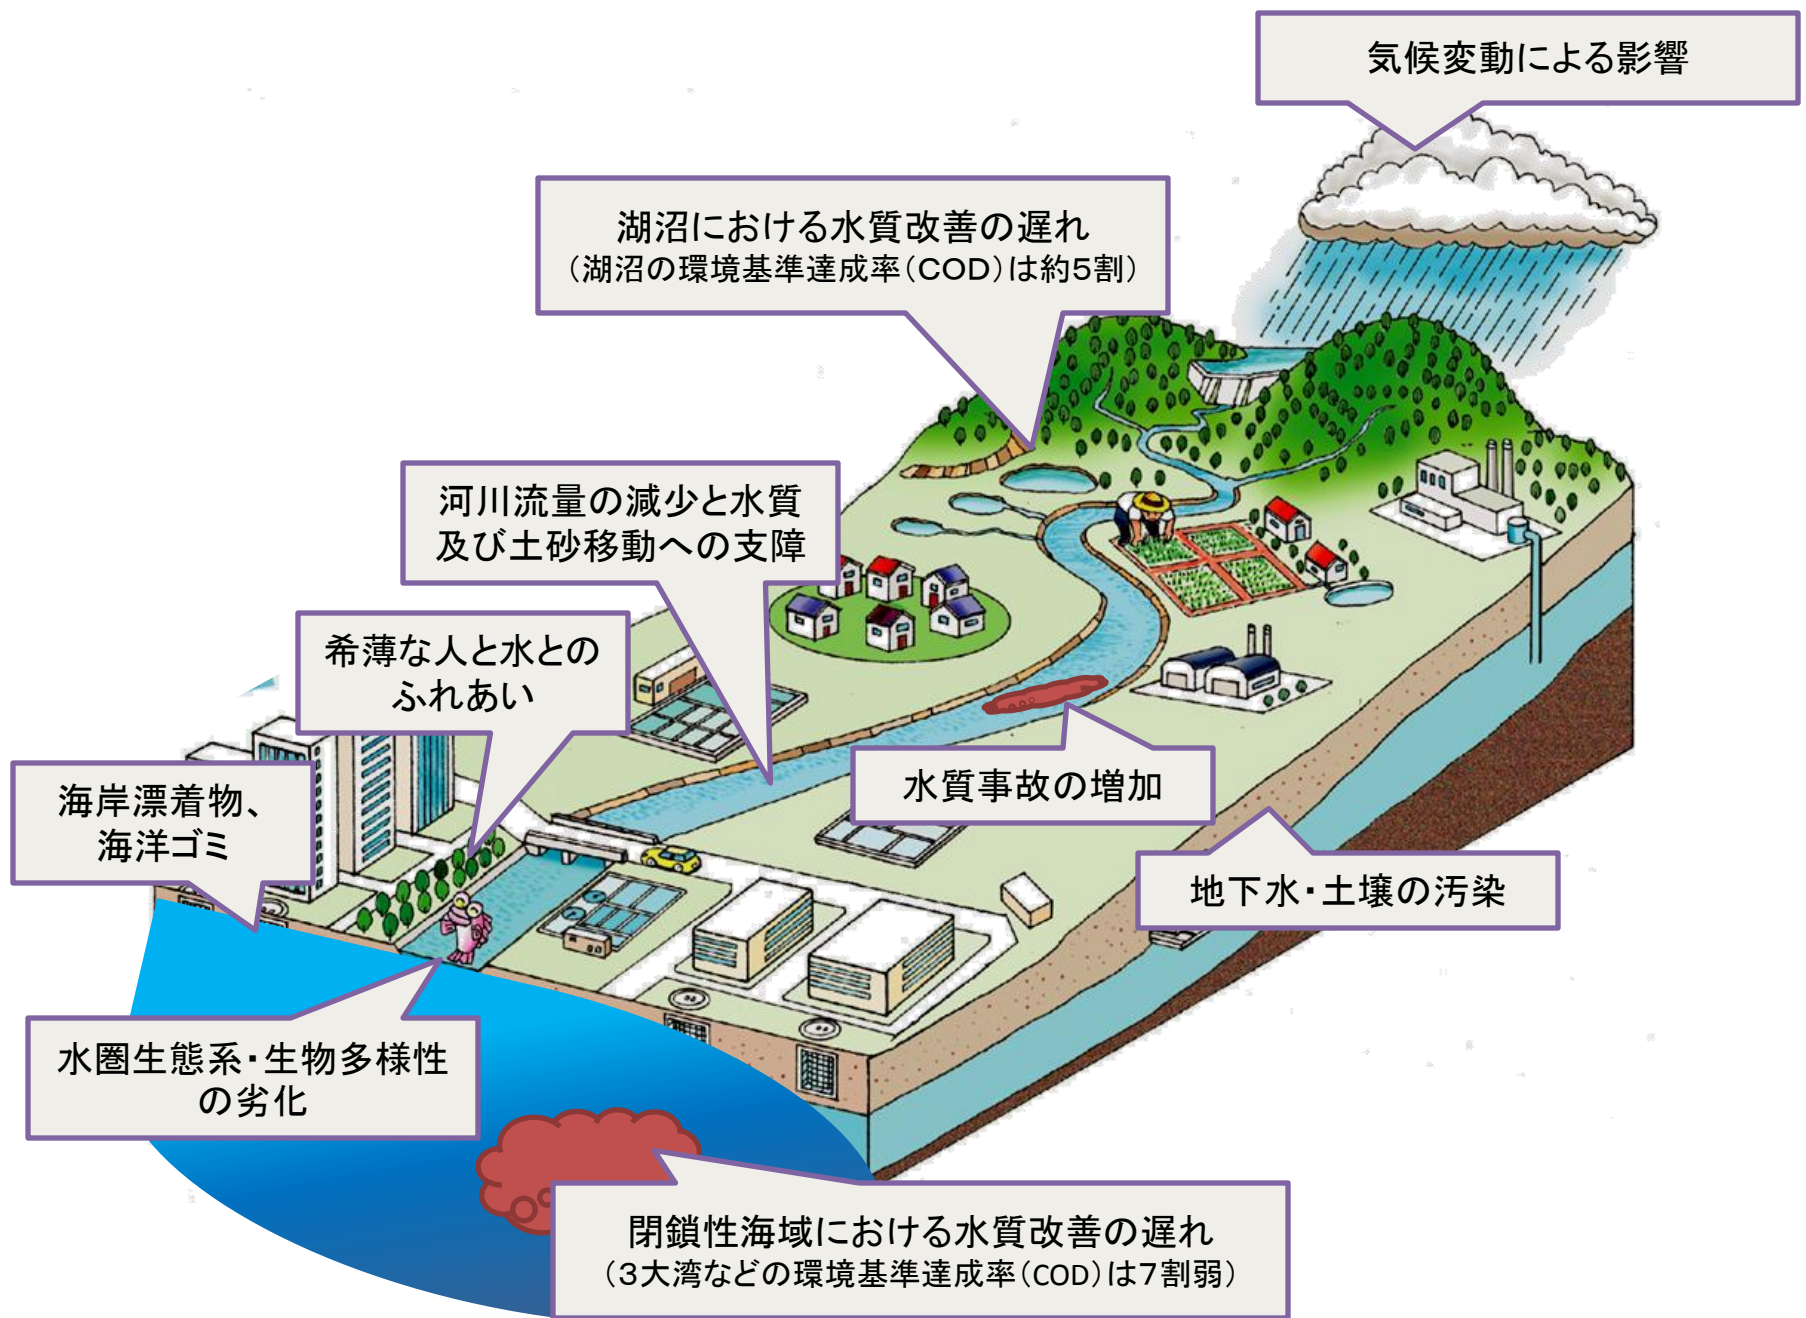 気候変動による影響
湖沼における水質改善の遅れ
（湖沼の環境基準達成率（COD）は約5割）
河川流量の減少と水質
及び土砂移動への支障
希薄な人と水との
ふれあい
海岸漂着物、
海洋ゴミ
水質事故の増加
地下水・土壌の汚染
水圏生態系・生物多様性
の劣化
閉鎖性海域における水質改善の遅れ
（3大湾などの環境基準達成率（COD）は7割弱）